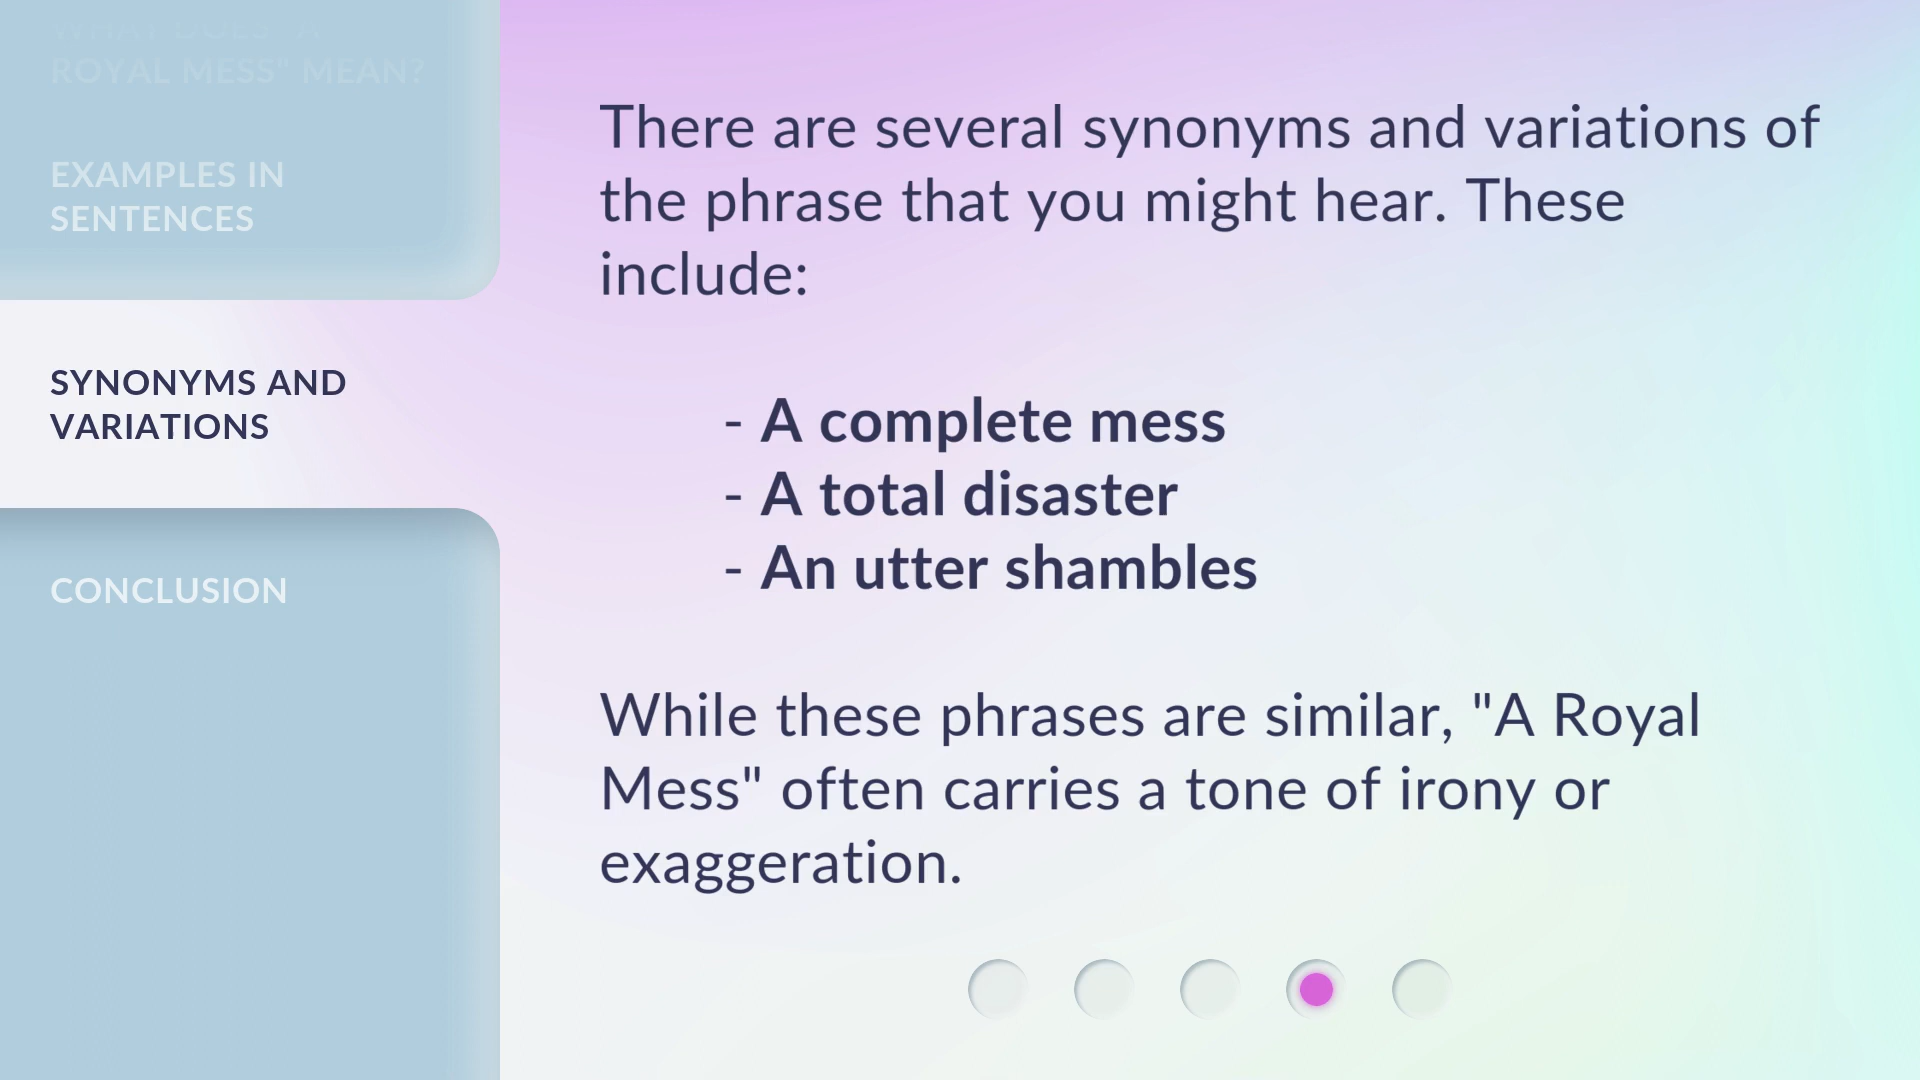 WHAT DOES "A
ROYAL MESS" MEAN?
EXAMPLES IN
SENTENCES
SYNONYMS AND
VARIATIONS
CONCLUSION
There are several synonyms and variations of
the phrase that you might hear. These
include:
- A complete mess
- A total disaster
- An utter shambles
While these phrases are similar, "A Royal
Mess" often carries a tone of irony or
exaggeration.